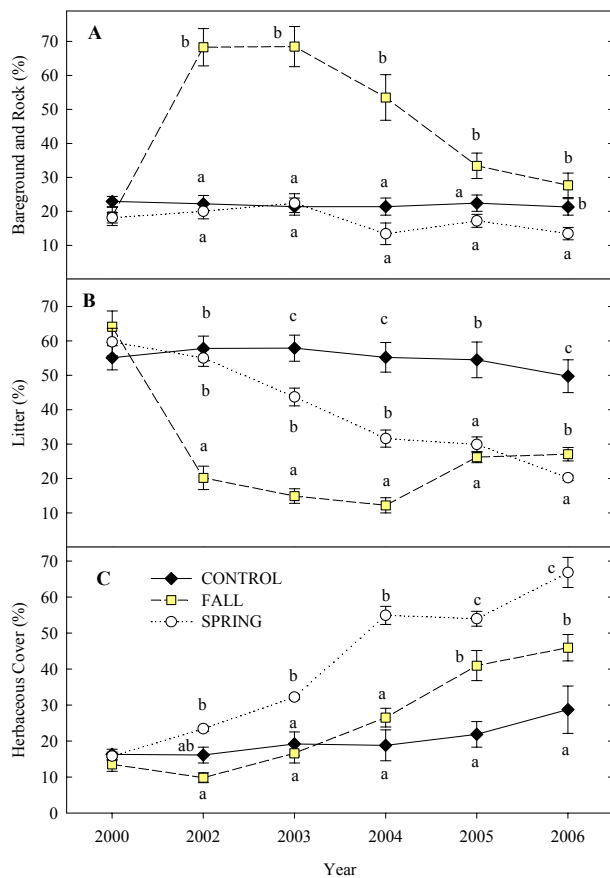 Bareground and Rock (%)
A
70
60
50
40
30
20
10
b b b b b
a a a a b
a a a a a
Litter (%)
B
70
60
50
40
30
20
10
b c c b c
b b b a b
a a a a a
Herbaceous Cover (%)
C
70
60
50
40
30
20
10
0
CONTROL
FALL
SPRING
b b b c c
ab a a b b
a a a a a
2000 2002 2003 2004 2005 2006
Year